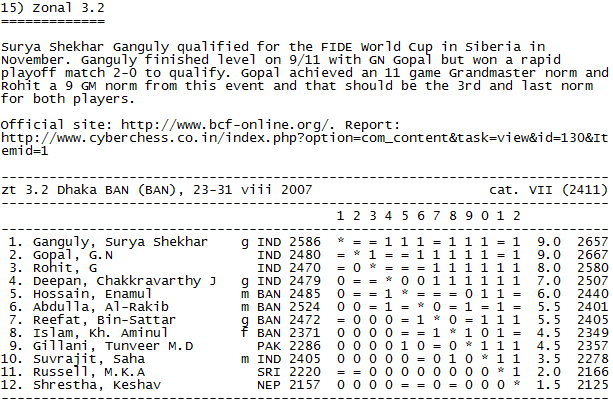 15) Zonal 3.2
=============
Surya Shekhar Ganguly qualified for the FIDE World Cup in Siberia in
November. Ganguly finished level on 9/11 with GN Gopal but won a rapid
playoff match 2-0 to qualify. Gopal achieved an 11 game Grandmaster norm and
Rohit a 9 GM norm from this event and that should be the 3rd and last norm
for both players.
Official site: http://www.bcf-online.org/. Report:
http://www.cyberchess.co.in/index.php?option=com_content&task=view&id=130&It
emid=1
----------------------------------------------------------------------------
zt 3.2 Dhaka BAN (BAN), 23-31 viii 2007 cat. VII (2411)
----------------------------------------------------------------------------
1 2 3 4 5 6 7 8 9 0 1 2
----------------------------------------------------------------------------
1. Ganguly, Surya Shekhar g IND 2586 * = = 1 1 1 = 1 1 1 = 1 9.0 2657
2. Gopal, G.N IND 2480 = * 1 = = 1 1 1 1 1 = 1 9.0 2667
3. Rohit, G IND 2470 = 0 * = = = 1 1 1 1 1 1 8.0 2580
4. Deepan, Chakkravarthy J g IND 2479 0 = = * 0 0 1 1 1 1 1 1 7.0 2507
5. Hossain, Enamul m BAN 2485 0 = = 1 * = = = 0 1 1 = 6.0 2440
6. Abdulla, Al-Rakib m BAN 2524 0 0 = 1 = * 0 = 1 = 1 = 5.5 2401
7. Reefat, Bin-Sattar g BAN 2472 = 0 0 0 = 1 * 0 = 1 1 1 5.5 2405
8. Islam, Kh. Aminul f BAN 2371 0 0 0 0 = = 1 * 1 0 1 = 4.5 2349
9. Gillani, Tunveer M.D PAK 2286 0 0 0 0 1 0 = 0 * 1 1 1 4.5 2357
10. Suvrajit, Saha m IND 2405 0 0 0 0 0 = 0 1 0 * 1 1 3.5 2278
11. Russell, M.K.A SRI 2220 = = 0 0 0 0 0 0 0 0 * 1 2.0 2166
12. Shrestha, Keshav NEP 2157 0 0 0 0 = = 0 = 0 0 0 * 1.5 2125
----------------------------------------------------------------------------